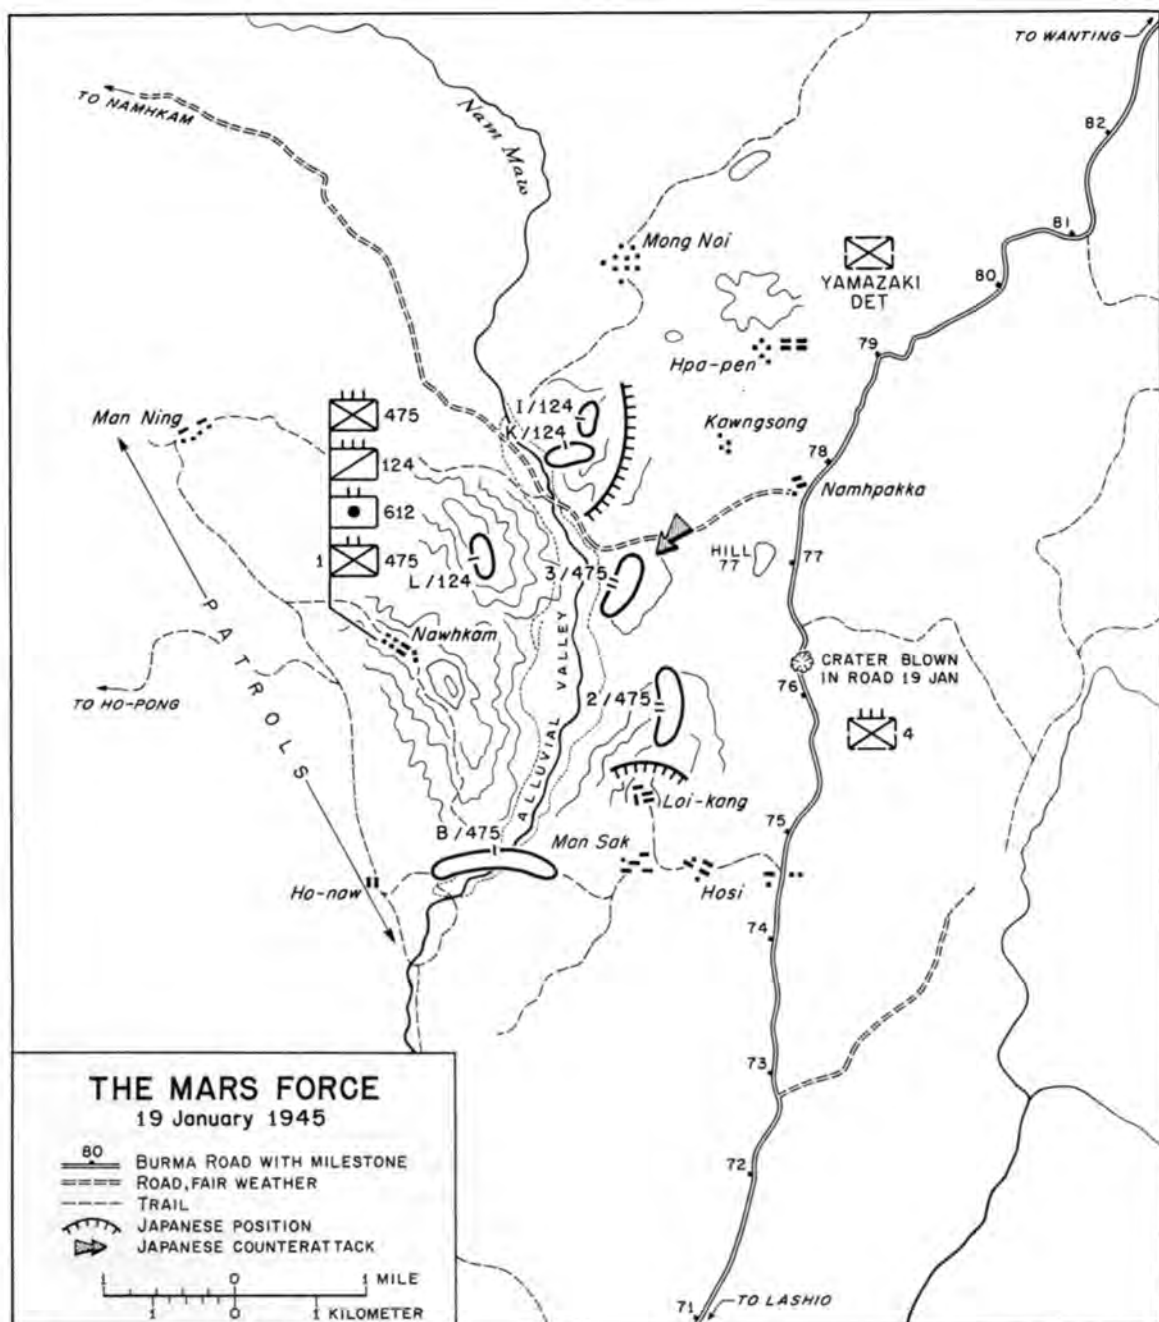 TO WANTING
TO NAMHKAM
Nam Maw
82
81
Mong Noi
YAMAZAKI
DET
80
79
Hpa-pen
Man Ning
475
I/124
K/124
Kawngsong
124
78
Namhpakka
612
HILL
77
77
1
475
L/124
3/475
PATROLS
Nawhkam
ALLUVIAL VALLEY
CRATER BLOWN
IN ROAD 19 JAN
TO HO-PONG
2/475
76
4
Loi-kang
75
B/475
Man Sak
Ho-naw
Hosi
74
73
72
71
TO LASHIO
THE MARS FORCE
19 January 1945
80
BURMA ROAD WITH MILESTONE
ROAD, FAIR WEATHER
TRAIL
JAPANESE POSITION
JAPANESE COUNTERATTACK
1 0 1 MILE
1 0 1 KILOMETER